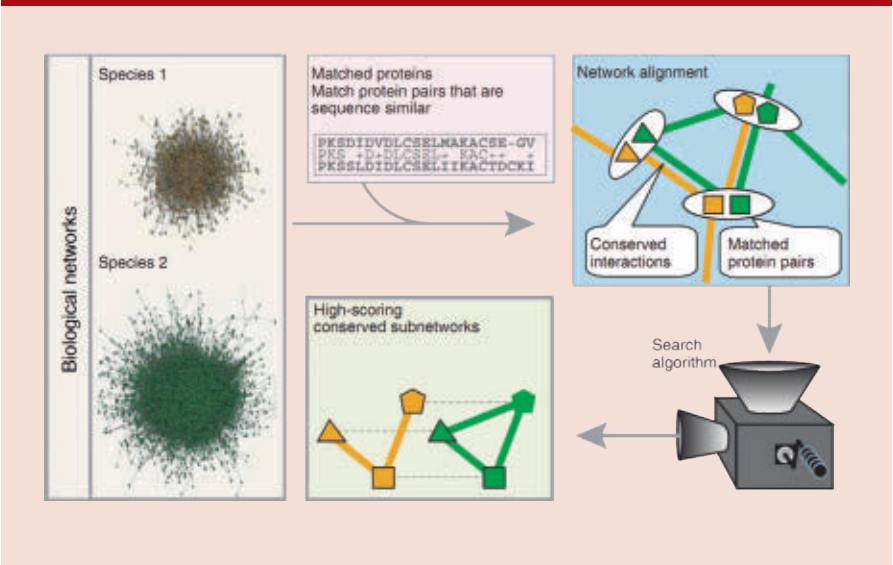 Biological networks
Species 1
Species 2
Matched proteins
Match protein pairs that are
sequence similar
PKSDIDVDLCSELMAKACSE-GV
PKS +D+DLCSEL+ KAC++ +
PKSSLDIDLCSELIIKACTDCKI
Network alignment
Conserved
interactions
Matched
protein pairs
Search
algorithm
High-scoring
conserved subnetworks